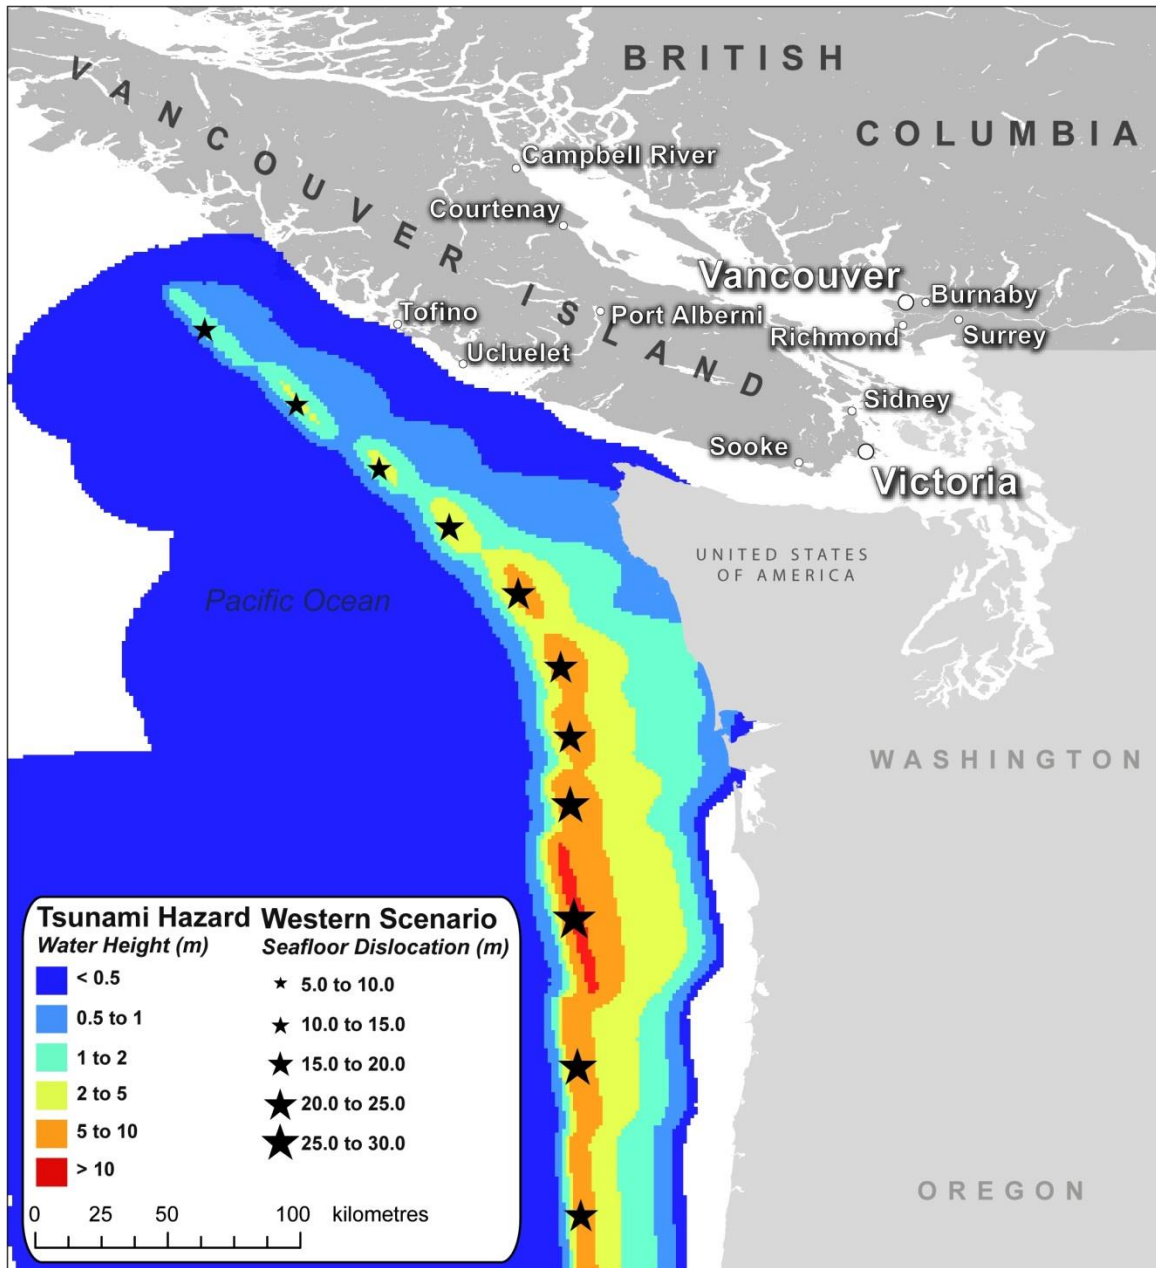 BRITISH
COLUMBIA
VANCOUVER ISLAND
Campbell River
Courtenay
Vancouver
Burnaby
Tofino
Port Alberni
Richmond
Surrey
Ucluelet
Sidney
Sooke
Victoria
UNITED STATES
OF AMERICA
Pacific Ocean
WASHINGTON
OREGON
Tsunami Hazard
Water Height (m)
< 0.5
0.5 to 1
1 to 2
2 to 5
5 to 10
> 10
Western Scenario
Seafloor Dislocation (m)
5.0 to 10.0
10.0 to 15.0
15.0 to 20.0
20.0 to 25.0
25.0 to 30.0
0 25 50 100 kilometres